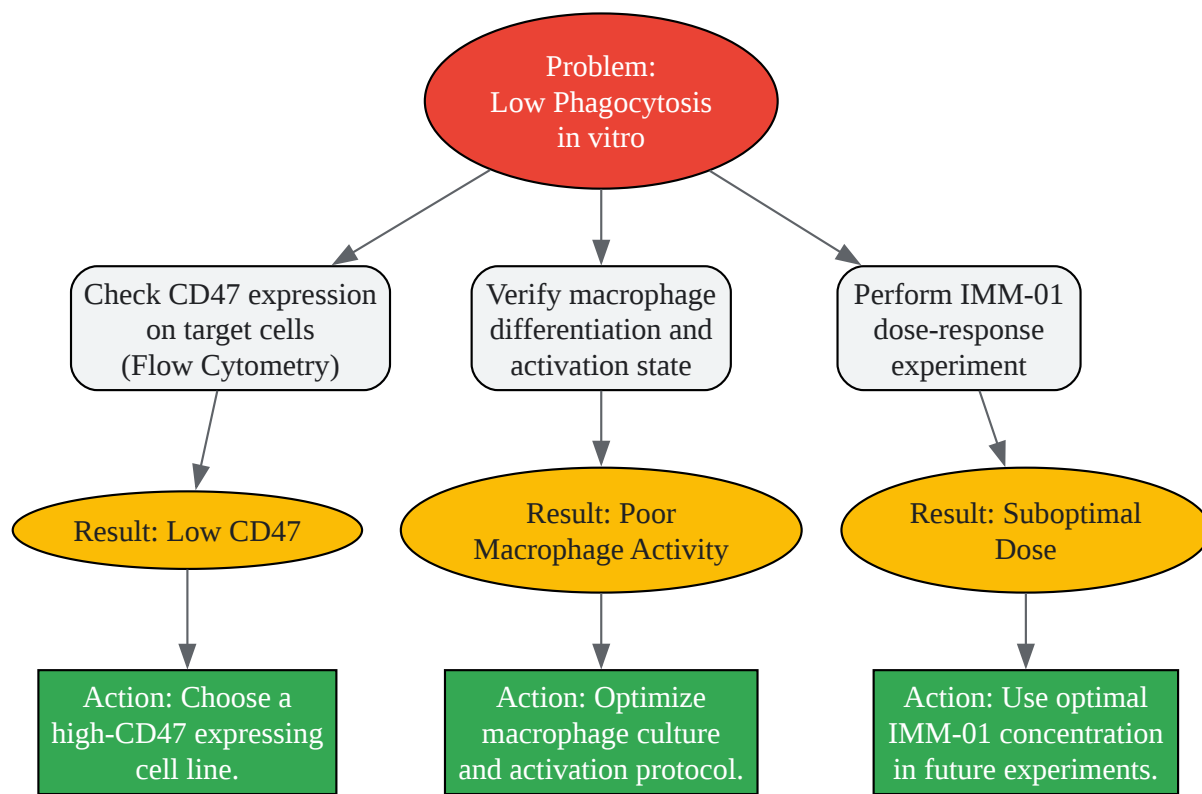 Problem:
Low Phagocytosis
in vitro
Check CD47 expression
on target cells
(Flow Cytometry)
Verify macrophage
differentiation and
activation state
Perform IMM-01
dose-response
experiment
Result: Low CD47
Result: Poor
Macrophage Activity
Result: Suboptimal
Dose
Action: Choose a
high-CD47 expressing
cell line.
Action: Optimize
macrophage culture
and activation protocol.
Action: Use optimal
IMM-01 concentration
in future experiments.